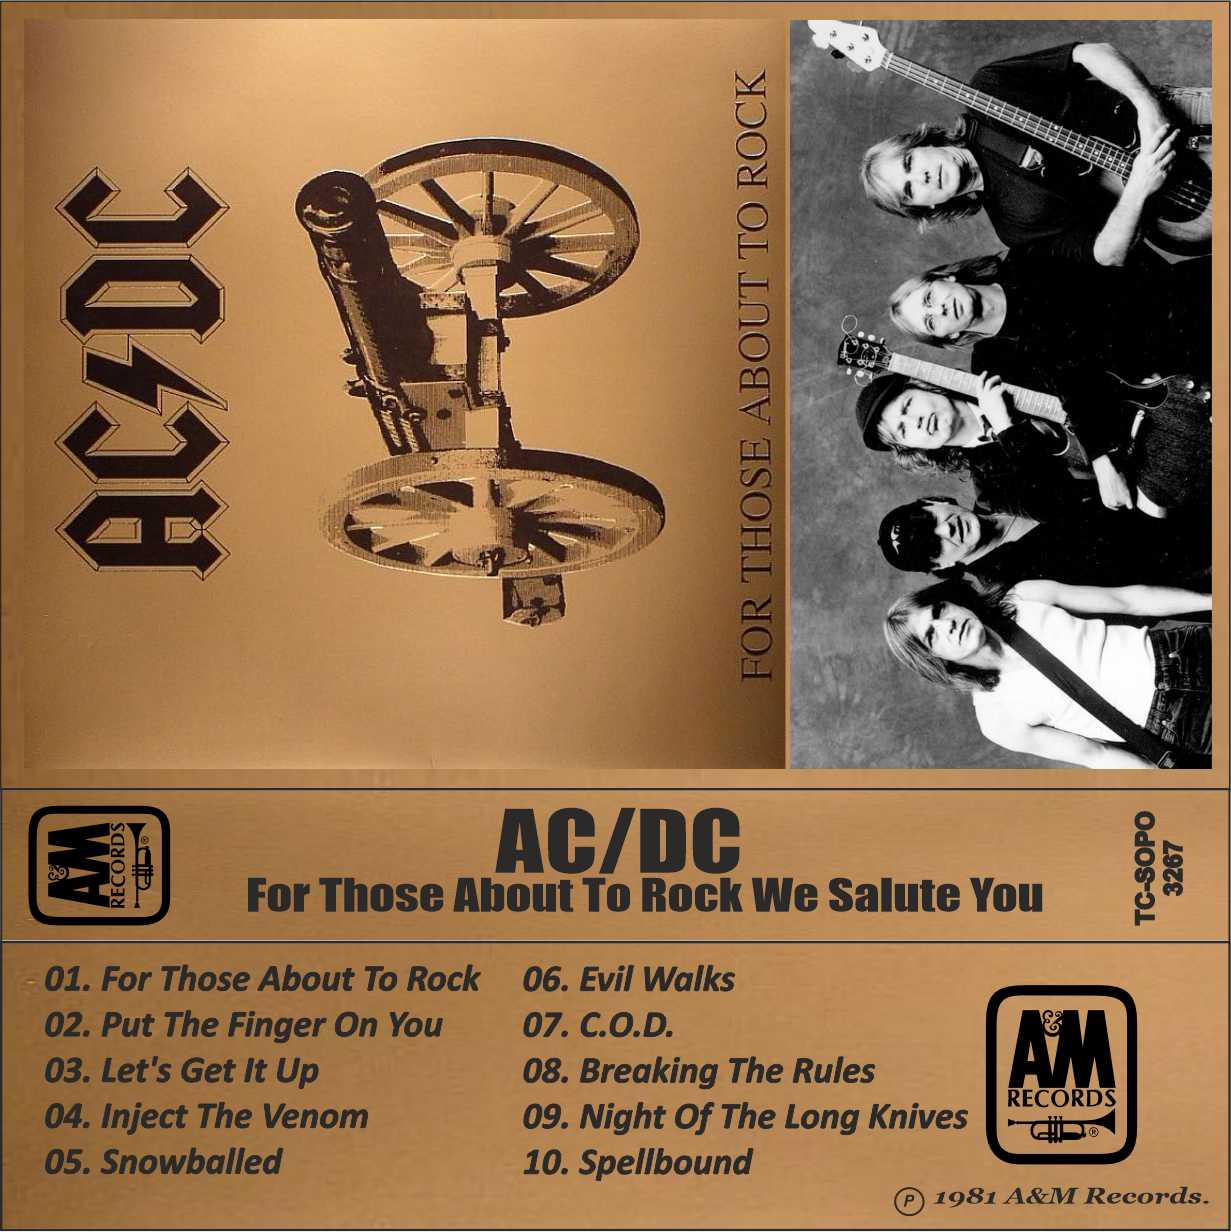 AC/DC
FOR THOSE ABOUT TO ROCK
A&M
RECORDS
®
AC/DC
For Those About To Rock We Salute You
TC-SOPO
3267
01. For Those About To Rock
02. Put The Finger On You
03. Let's Get It Up
04. Inject The Venom
05. Snowballed
06. Evil Walks
07. C.O.D.
08. Breaking The Rules
09. Night Of The Long Knives
10. Spellbound
A&M
RECORDS
®
℗ 1981 A&M Records.